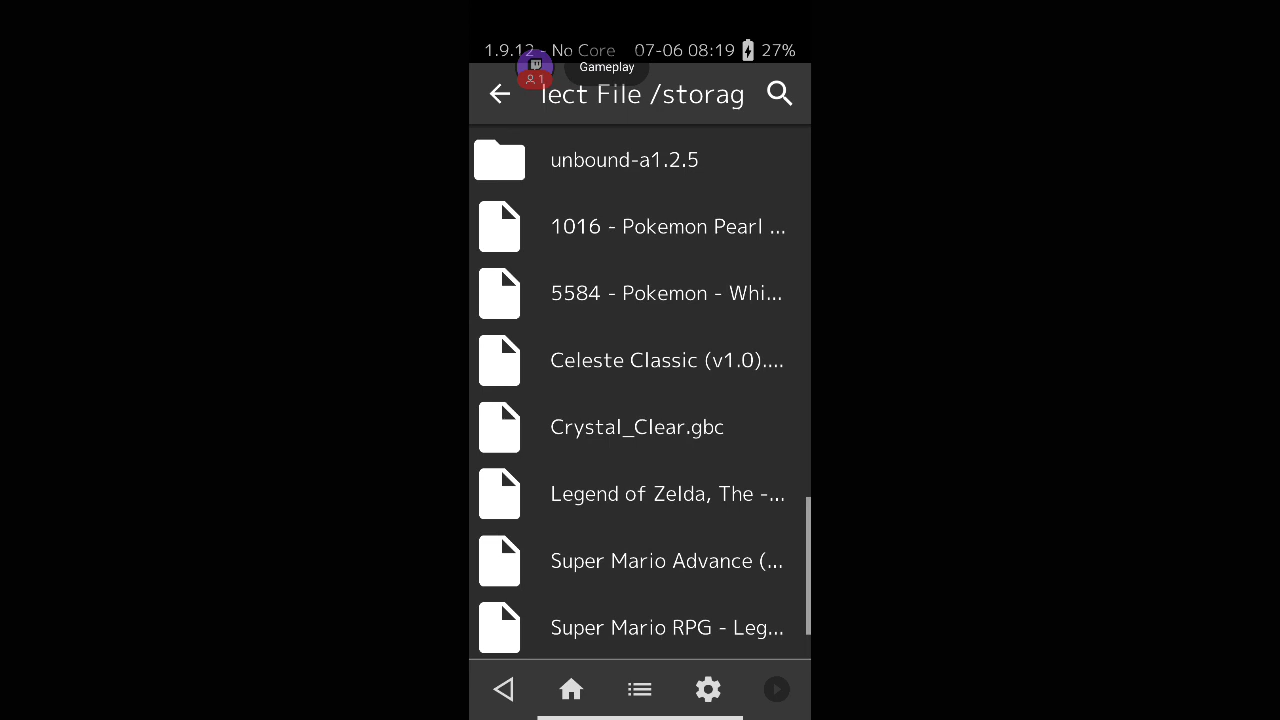 1.9.12 - No Core 07-06 08:19 27%
Gameplay
1
lect File /storag
unbound-a1.2.5
1016 - Pokemon Pearl ...
5584 - Pokemon - Whi...
Celeste Classic (v1.0)....
Crystal_Clear.gbc
Legend of Zelda, The -...
Super Mario Advance (...
Super Mario RPG - Leg...